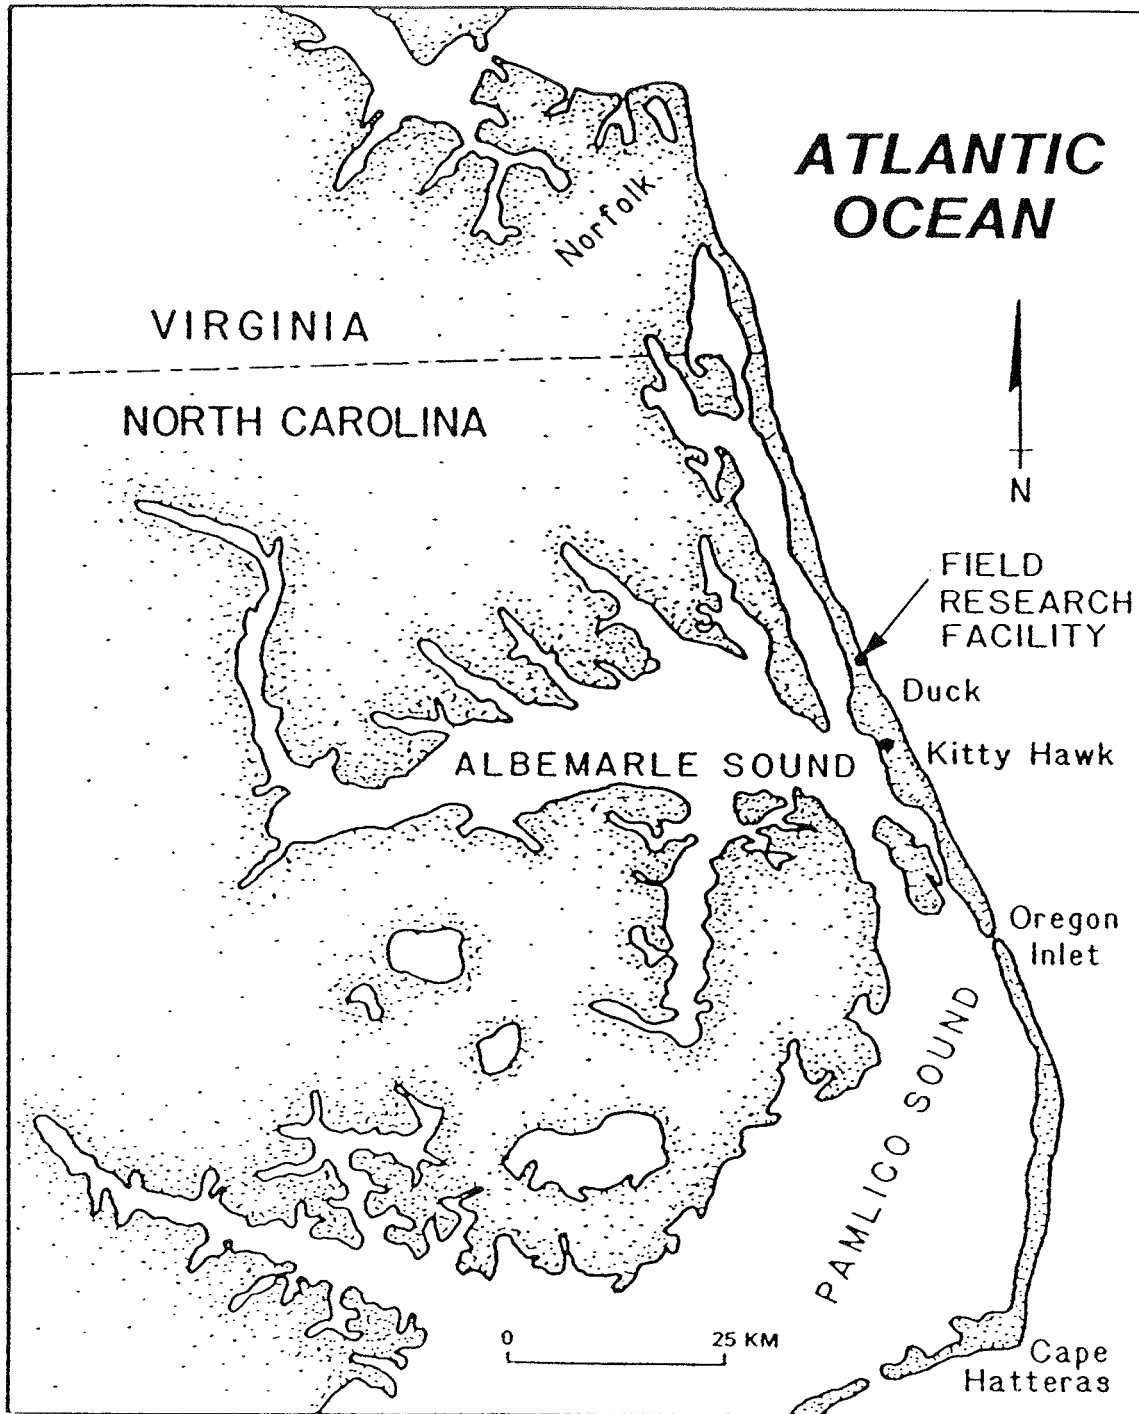 ATLANTIC
OCEAN
Norfolk
VIRGINIA
NORTH CAROLINA
N
FIELD
RESEARCH
FACILITY
Duck
Kitty Hawk
ALBEMARLE SOUND
Oregon
Inlet
PAMLICO SOUND
0 25 KM
Cape
Hatteras